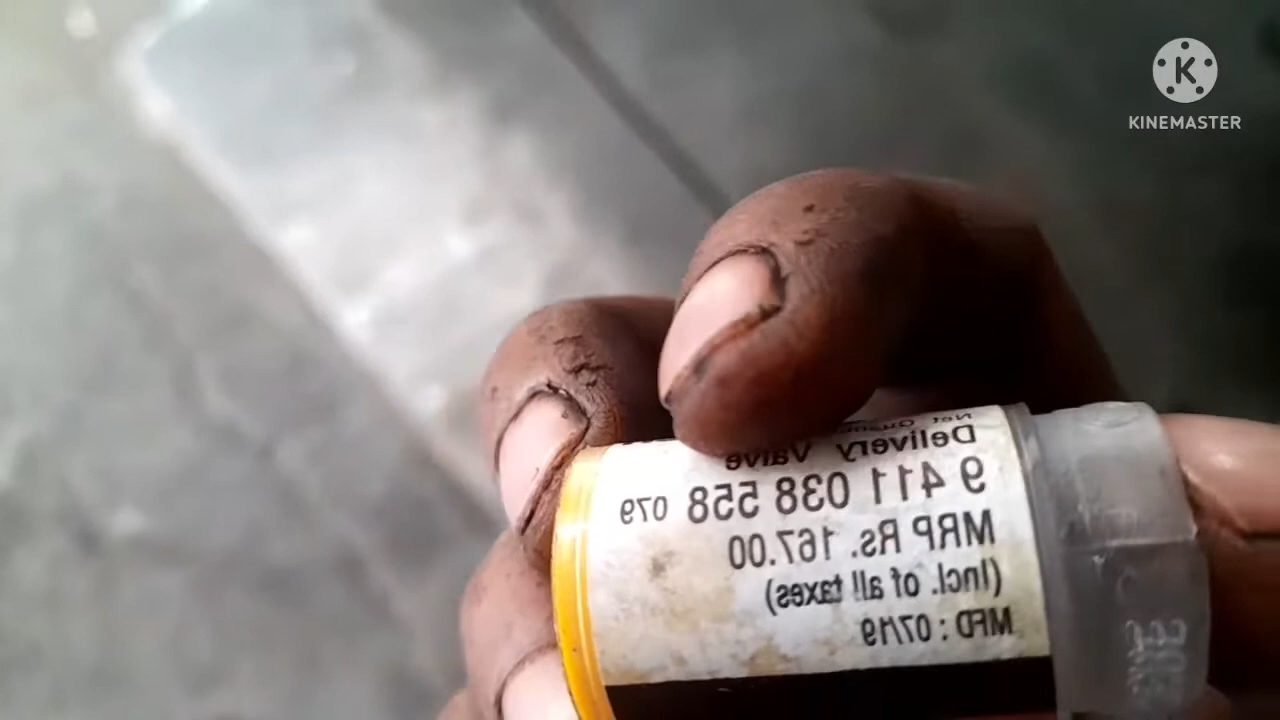 KINEMASTER
Net
Delivery Valve
9 411 038 558 079
MRP Rs. 167.00
(Incl. of all taxes)
MFD : 07/19